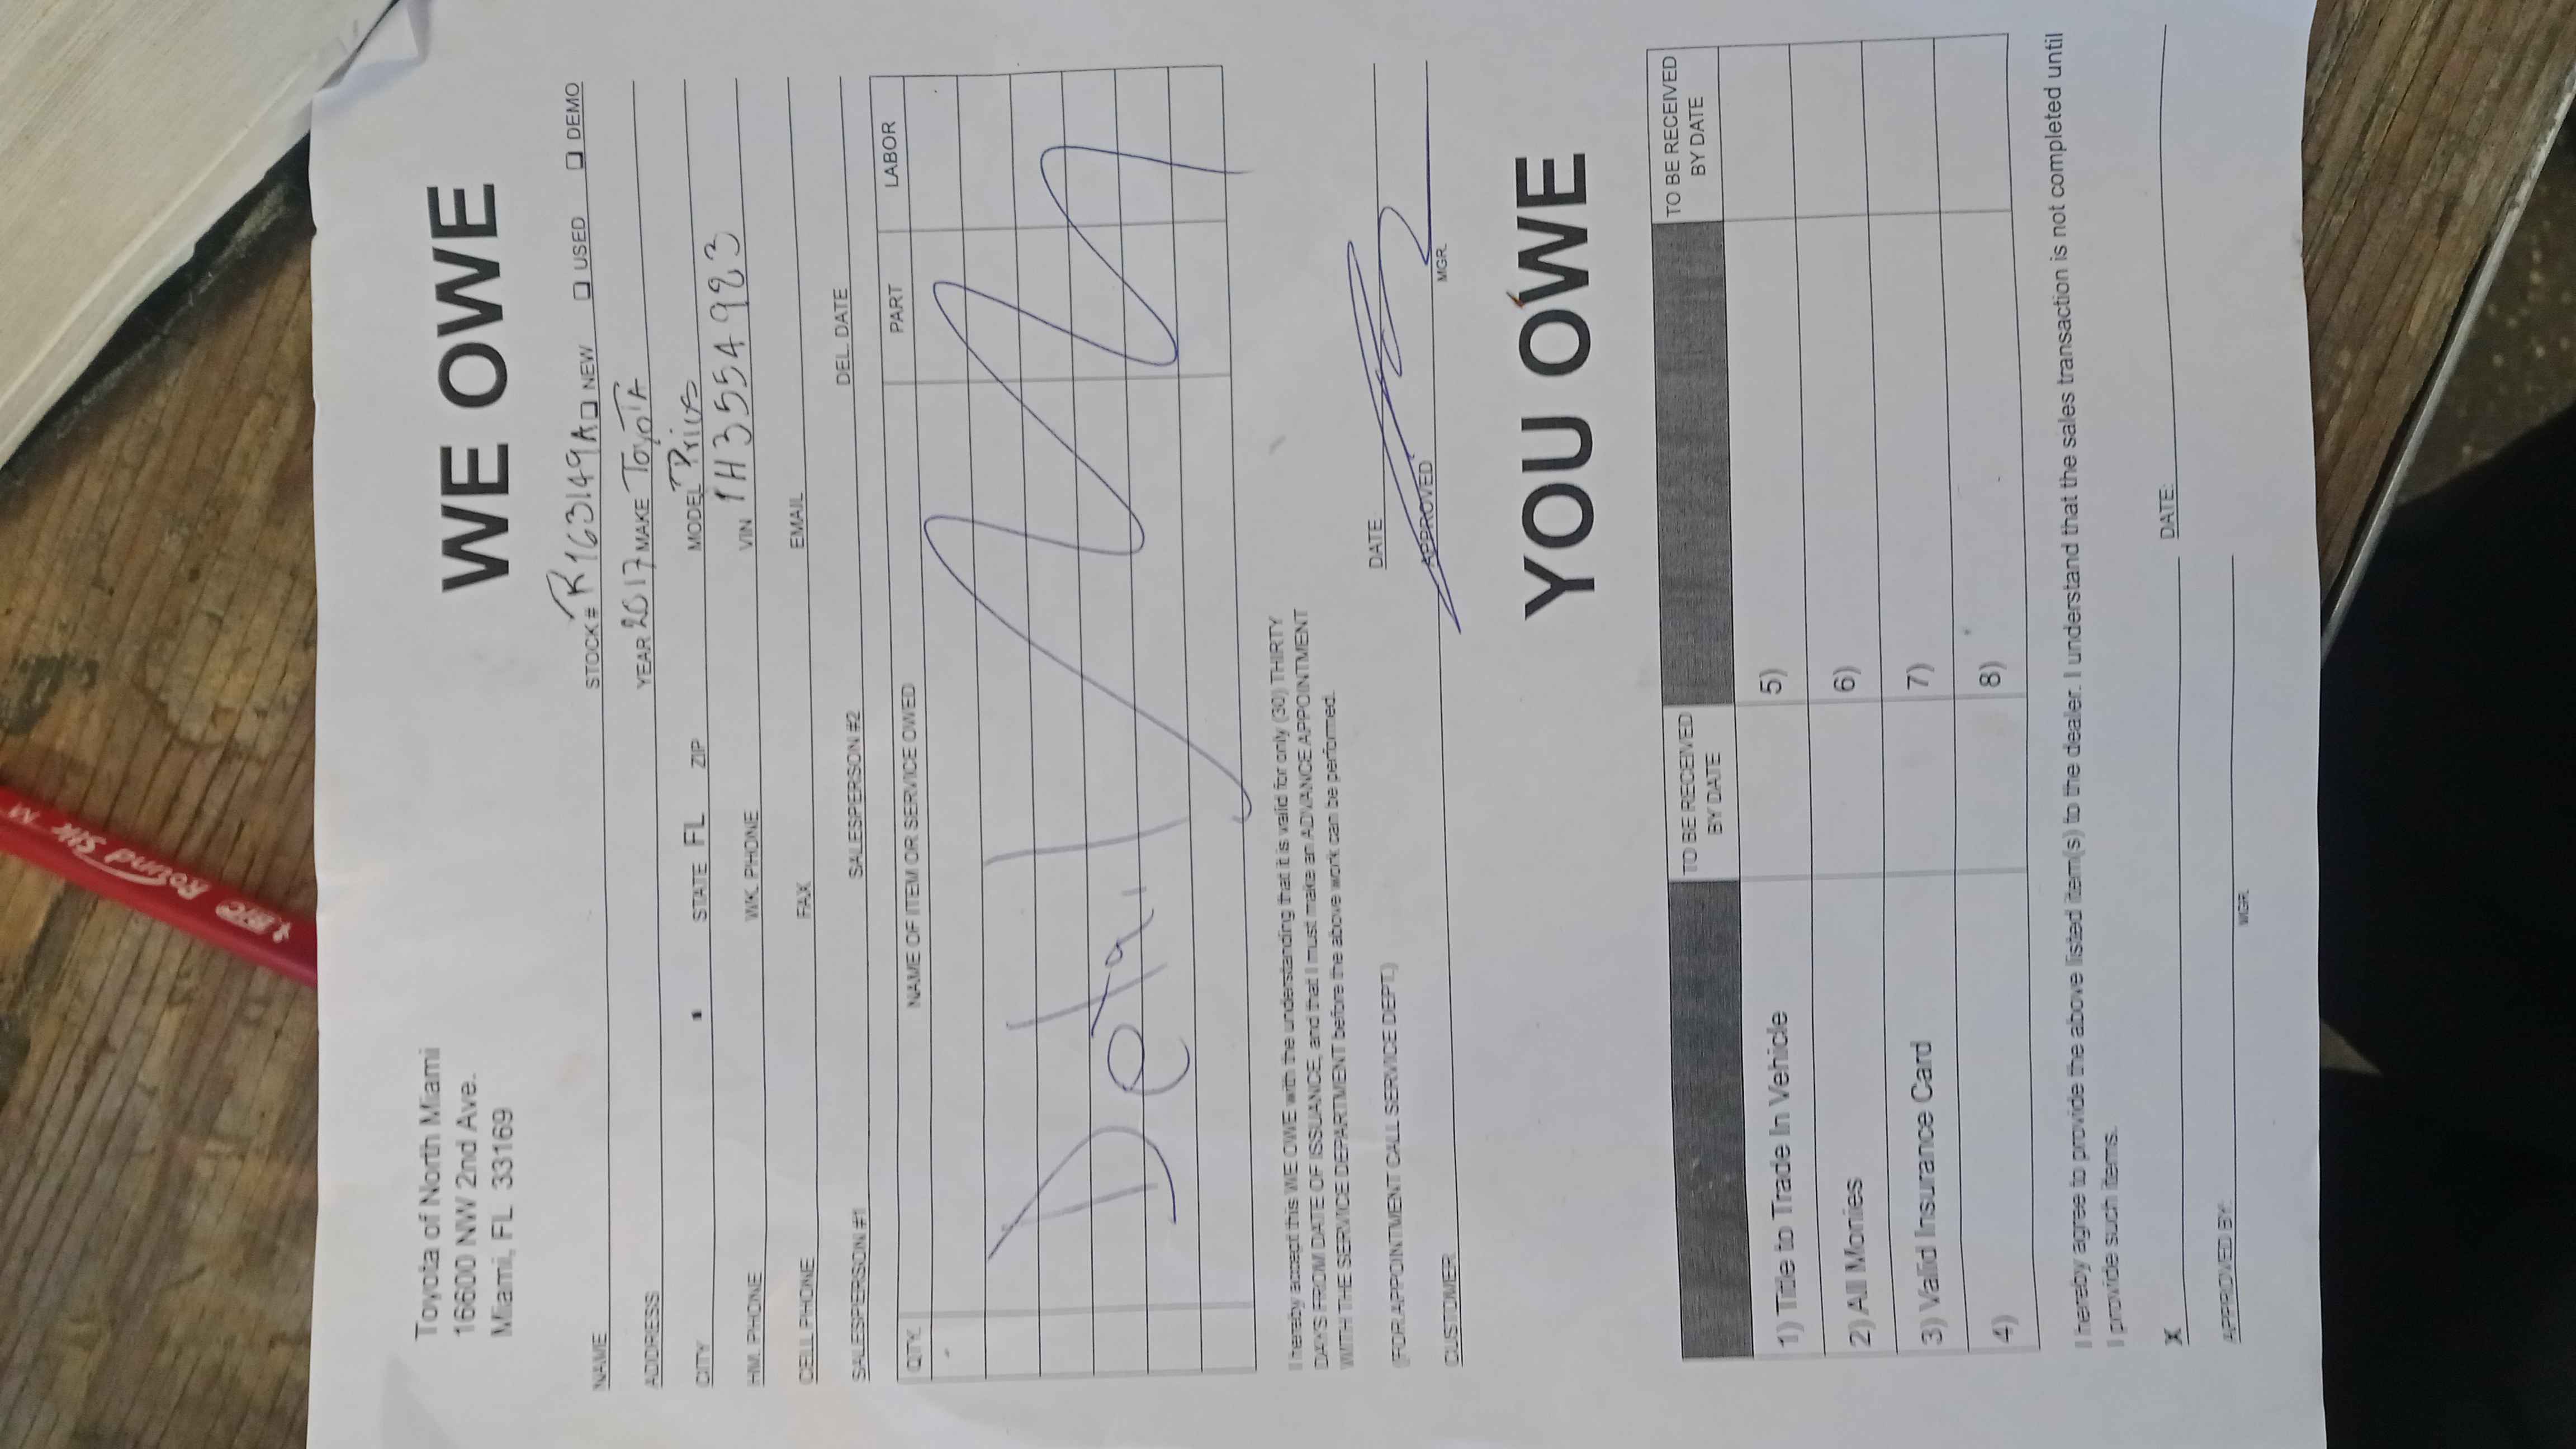 Toyota of North Miami
16600 NW 2nd Ave.
Miami, FL 33169
WE OWE
STOCK # R163149A ❑ NEW ❑ USED ❑ DEMO
NAME YEAR 2017 MAKE TOYOTA
ADDRESS MODEL Prius
CITY STATE FL ZIP
HM. PHONE WK. PHONE VIN 1H3554983
CELL PHONE FAX EMAIL
SALESPERSON #1 SALESPERSON #2 DEL. DATE
QTY. NAME OF ITEM OR SERVICE OWED PART LABOR
Detail
I hereby accept this WE OWE with the understanding that it is valid for only (30) THIRTY
DAYS FROM DATE OF ISSUANCE, and that I must make an ADVANCE APPOINTMENT
WITH THE SERVICE DEPARTMENT before the above work can be performed.
(FOR APPOINTMENT CALL SERVICE DEPT.) DATE
CUSTOMER APPROVED MGR.
YOU OWE
TO BE RECEIVED BY DATE TO BE RECEIVED BY DATE
1) Title to Trade In Vehicle 5)
2) All Monies 6)
3) Valid Insurance Card 7)
4) 8)
I hereby agree to provide the above listed item(s) to the dealer. I understand that the sales transaction is not completed until
I provide such items.
X DATE:
APPROVED BY:
MGR.
BIC Round Stic M